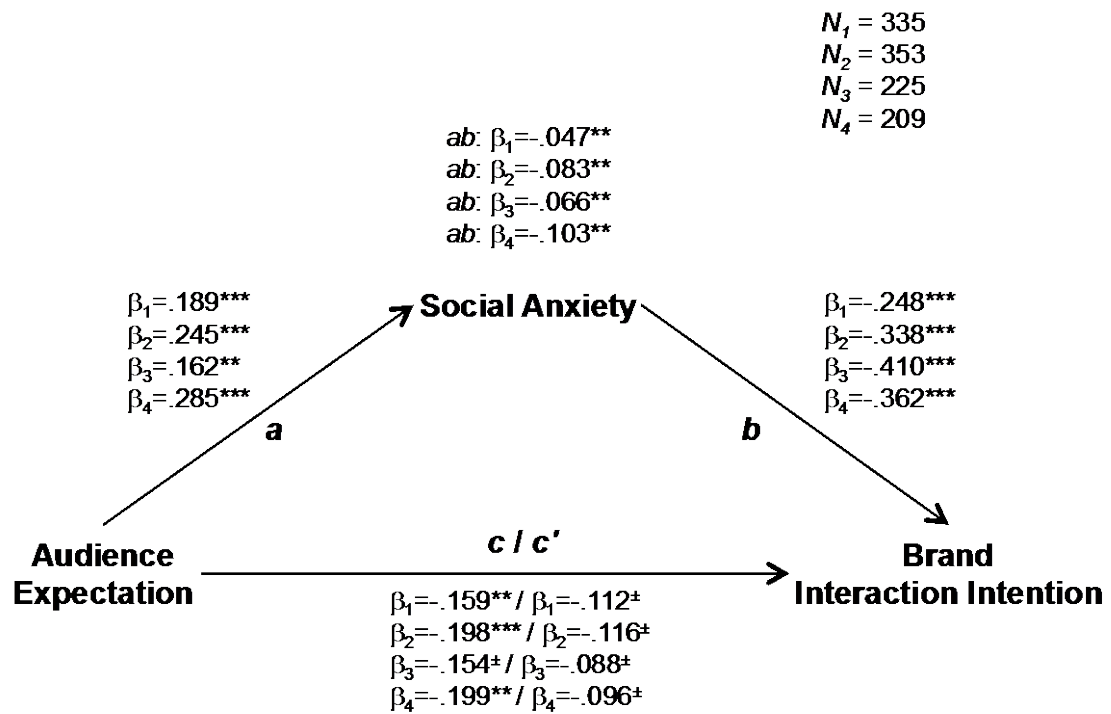 N₁ = 335
N₂ = 353
N₃ = 225
N₄ = 209
ab: β₁=-.047**
ab: β₂=-.083**
ab: β₃=-.066**
ab: β₄=-.103**
β₁=.189***
β₂=.245***
β₃=.162**
β₄=.285***
Social Anxiety
β₁=-.248***
β₂=-.338***
β₃=-.410***
β₄=-.362***
a
b
Audience
Expectation
c / c'
Brand
Interaction Intention
β₁=-.159** / β₁=-.112±
β₂=-.198*** / β₂=-.116±
β₃=-.154± / β₃=-.088±
β₄=-.199** / β₄=-.096±